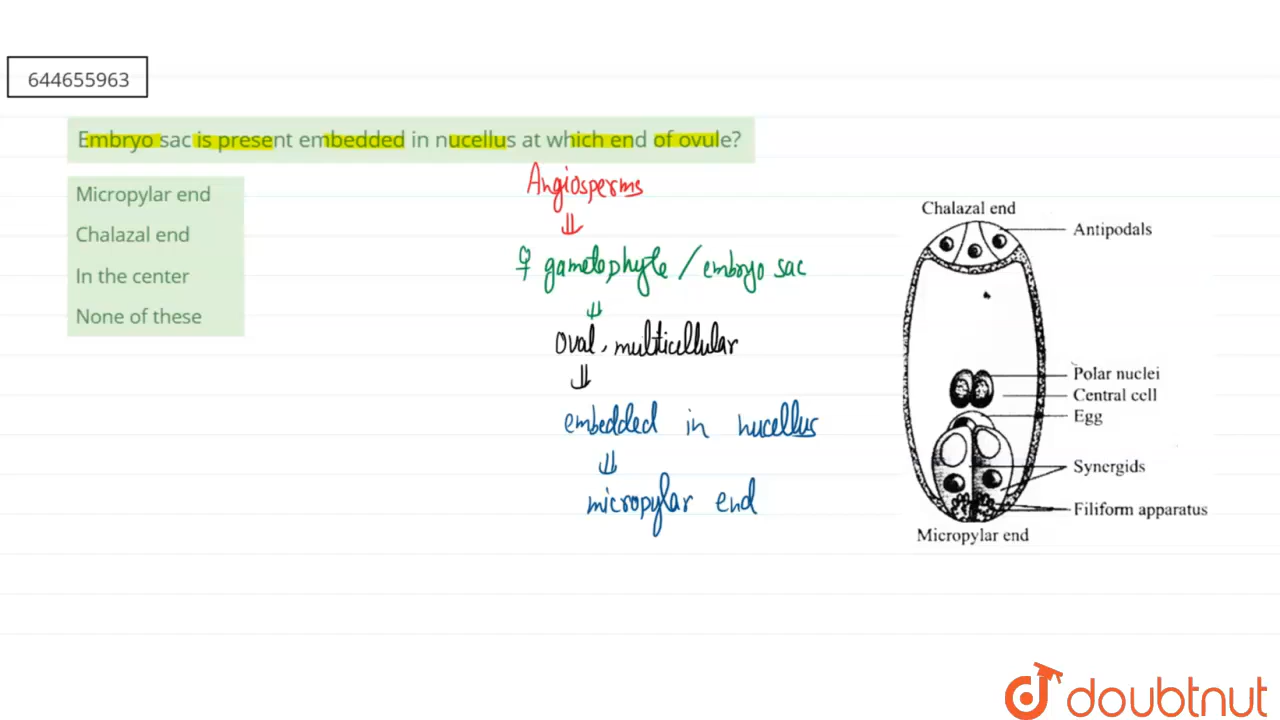 644655963
Embryo sac is present embedded in nucellus at which end of ovule?
Micropylar end
Chalazal end
In the center
None of these
Angiosperms
⇓
♀ gametophyte / embryo sac
⇓
Oval, multicellular
⇓
embedded in nucellus
⇓
micropylar end
Chalazal end
Antipodals
Polar nuclei
Central cell
Egg
Synergids
Filiform apparatus
Micropylar end
doubtnut